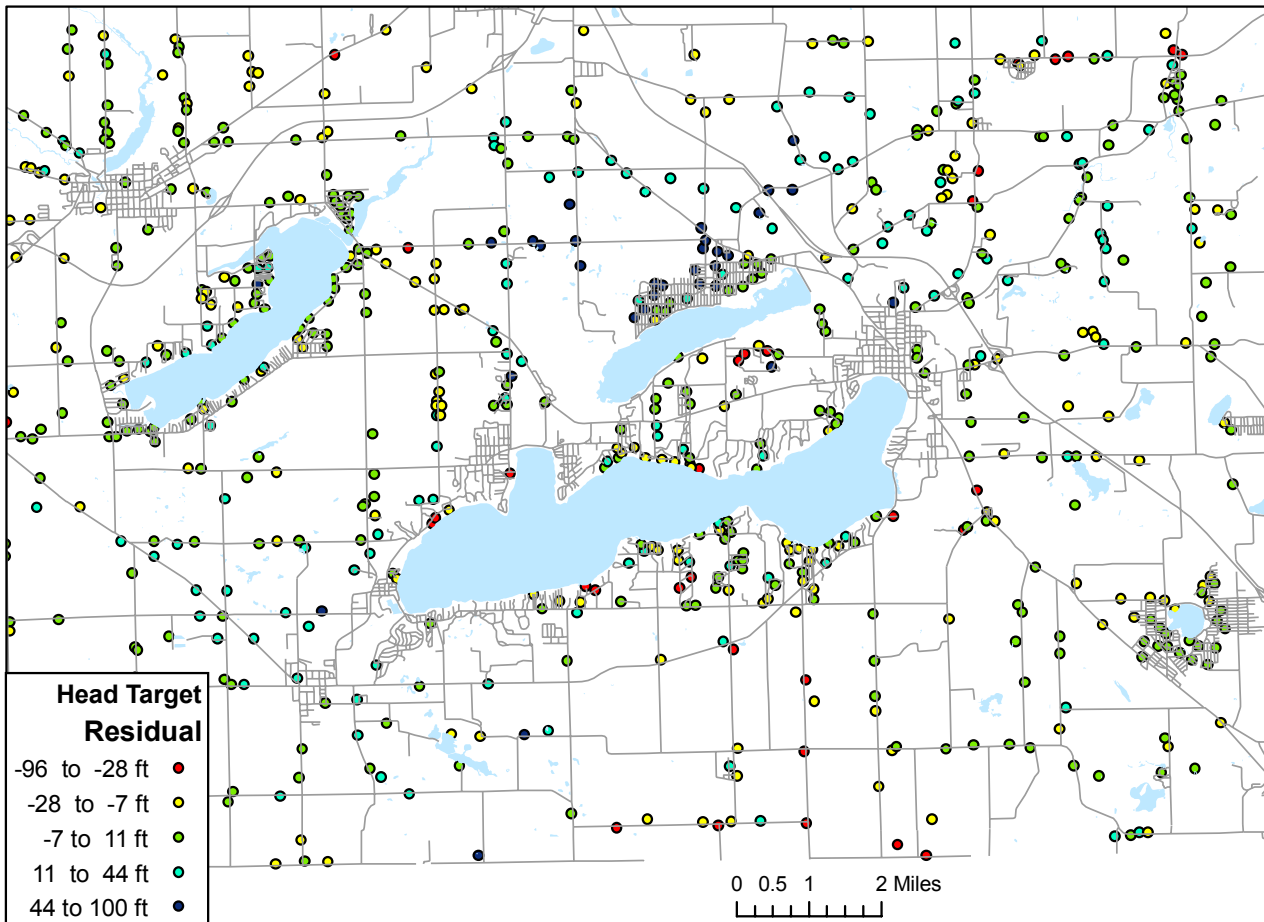 Head Target
Residual
-96 to -28 ft
-28 to -7 ft
-7 to 11 ft
11 to 44 ft
44 to 100 ft
0 0.5 1 2 Miles